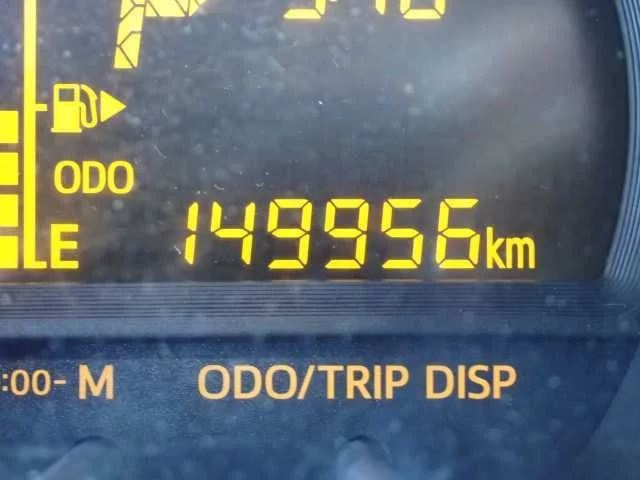 ODO
149956km
E
:00- M ODO/TRIP DISP